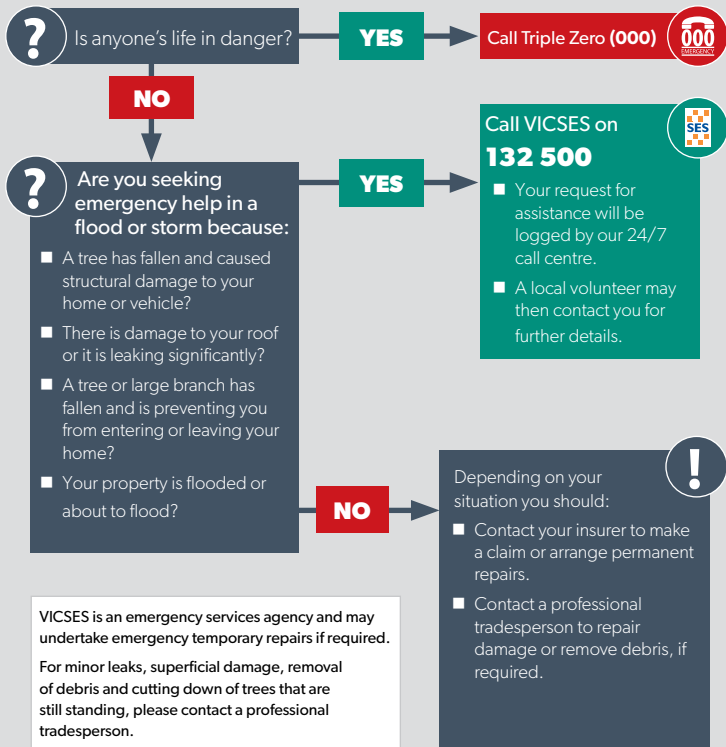 ?
Is anyone's life in danger?
YES
Call Triple Zero (000)
000
EMERGENCY
NO
Call VICSES on
132 500
SES
■ Your request for
assistance will be
logged by our 24/7
call centre.
■ A local volunteer may
then contact you for
further details.
?
Are you seeking
emergency help in a
flood or storm because:
YES
■ A tree has fallen and caused
structural damage to your
home or vehicle?
■ There is damage to your roof
or it is leaking significantly?
■ A tree or large branch has
fallen and is preventing you
from entering or leaving your
home?
■ Your property is flooded or
about to flood?
NO
!
Depending on your
situation you should:
■ Contact your insurer to make
a claim or arrange permanent
repairs.
■ Contact a professional
tradesperson to repair
damage or remove debris, if
required.
VICSES is an emergency services agency and may
undertake emergency temporary repairs if required.
For minor leaks, superficial damage, removal
of debris and cutting down of trees that are
still standing, please contact a professional
tradesperson.